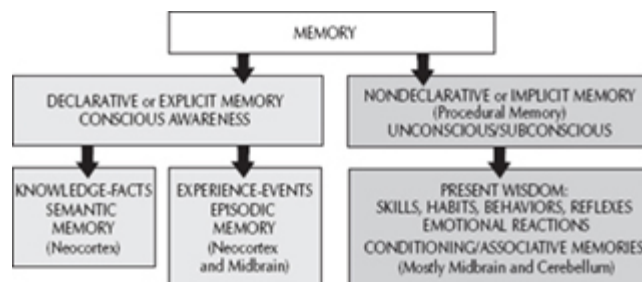 MEMORY
DECLARATIVE or EXPLICIT MEMORY
CONSCIOUS AWARENESS
NONDECLARATIVE or IMPLICIT MEMORY
(Procedural Memory)
UNCONSCIOUS/SUBCONSCIOUS
KNOWLEDGE-FACTS
SEMANTIC
MEMORY
(Neocortex)
EXPERIENCE-EVENTS
EPISODIC
MEMORY
(Neocortex
and Midbrain)
PRESENT WISDOM:
SKILLS, HABITS, BEHAVIORS, REFLEXES
EMOTIONAL REACTIONS
CONDITIONING/ASSOCIATIVE MEMORIES
(Mostly Midbrain and Cerebellum)